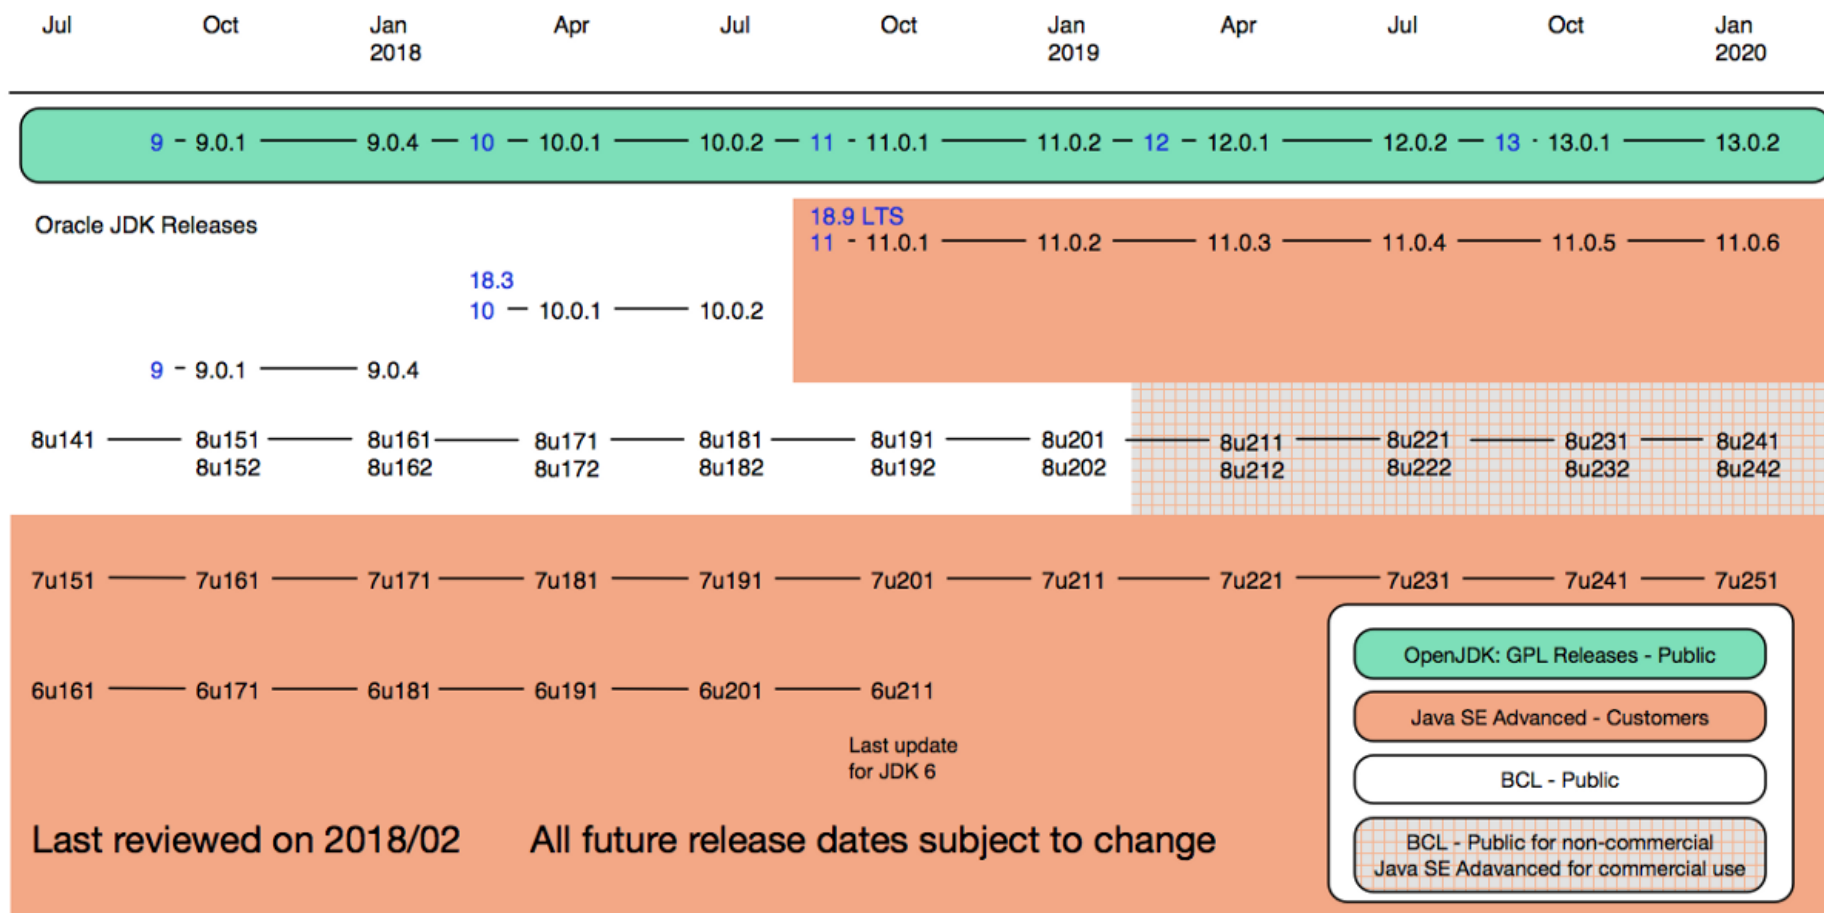 Jul Oct Jan Apr Jul Oct Jan Apr Jul Oct Jan
2018 2019 2020
9 - 9.0.1 — 9.0.4 — 10 — 10.0.1 — 10.0.2 — 11 - 11.0.1 — 11.0.2 — 12 - 12.0.1 — 12.0.2 — 13 · 13.0.1 — 13.0.2
Oracle JDK Releases
18.9 LTS
11 - 11.0.1 — 11.0.2 — 11.0.3 — 11.0.4 — 11.0.5 — 11.0.6
18.3
10 — 10.0.1 — 10.0.2
9 - 9.0.1 — 9.0.4
8u141 — 8u151 — 8u161 — 8u171 — 8u181 — 8u191 — 8u201 — 8u211 — 8u221 — 8u231 — 8u241
8u152 8u162 8u172 8u182 8u192 8u202 8u212 8u222 8u232 8u242
7u151 — 7u161 — 7u171 — 7u181 — 7u191 — 7u201 — 7u211 — 7u221 — 7u231 — 7u241 — 7u251
6u161 — 6u171 — 6u181 — 6u191 — 6u201 — 6u211
Last update
for JDK 6
Last reviewed on 2018/02 All future release dates subject to change
OpenJDK: GPL Releases - Public
Java SE Advanced - Customers
BCL - Public
BCL - Public for non-commercial
Java SE Adavanced for commercial use